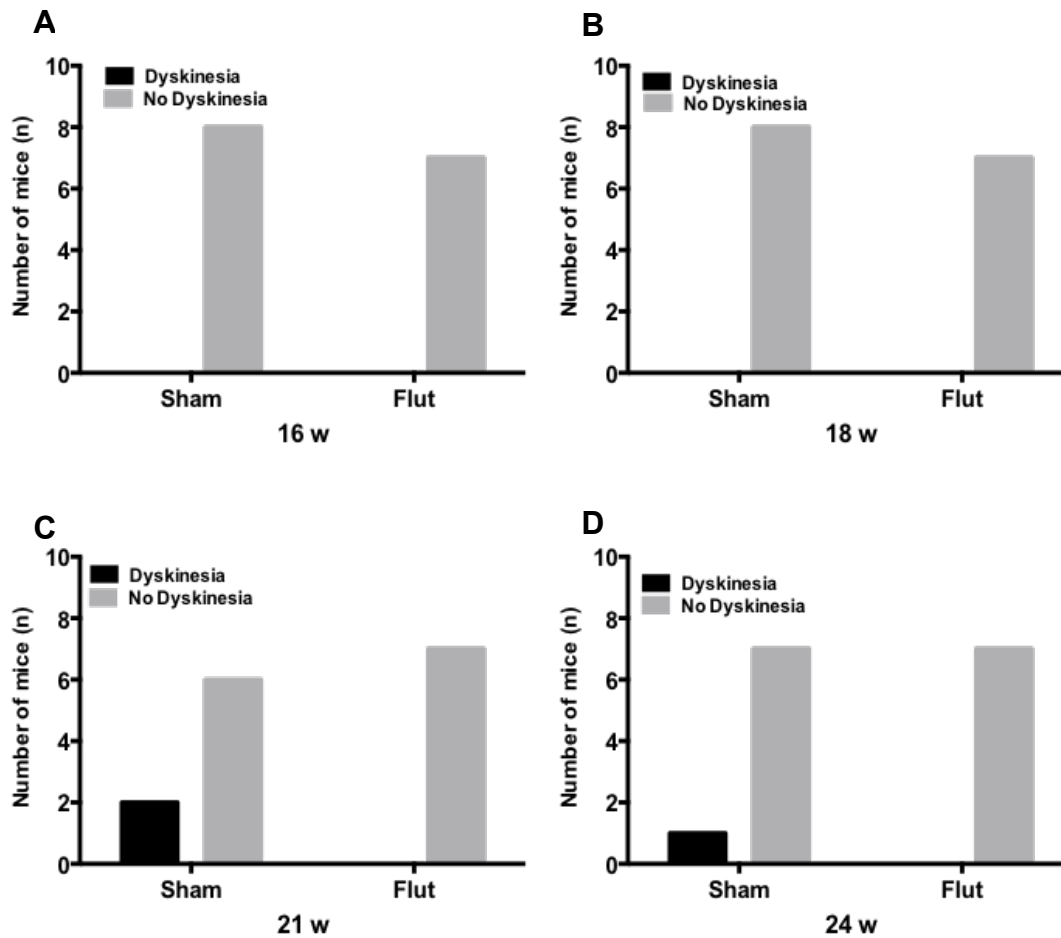 A
10
8
6
4
2
0
Number of mice (n)
Dyskinesia
No Dyskinesia
Sham Flut
16 w
B
10
8
6
4
2
0
Number of mice (n)
Dyskinesia
No Dyskinesia
Sham Flut
18 w
C
10
8
6
4
2
0
Number of mice (n)
Dyskinesia
No Dyskinesia
Sham Flut
21 w
D
10
8
6
4
2
0
Number of mice (n)
Dyskinesia
No Dyskinesia
Sham Flut
24 w